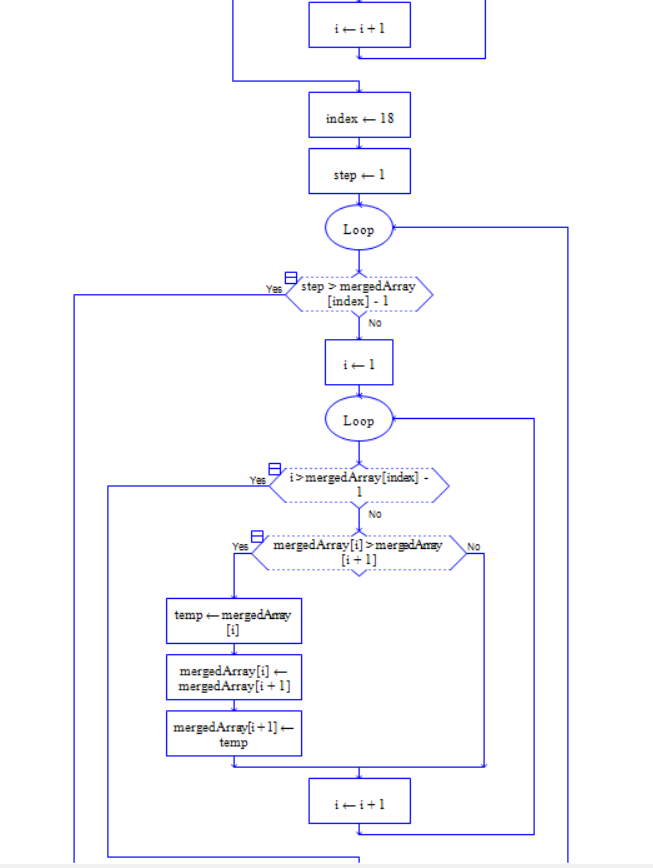 i ← i + 1
index ← 18
step ← 1
Loop
step > mergedArray
[index] - 1
Yes
No
i ← 1
Loop
i > mergedArray[index] -
1
Yes
No
mergedArray[i] > mergedArray
[i + 1]
Yes
No
temp ← mergedArray
[i]
mergedArray[i] ←
mergedArray[i + 1]
mergedArray[i+1] ←
temp
i ← i + 1